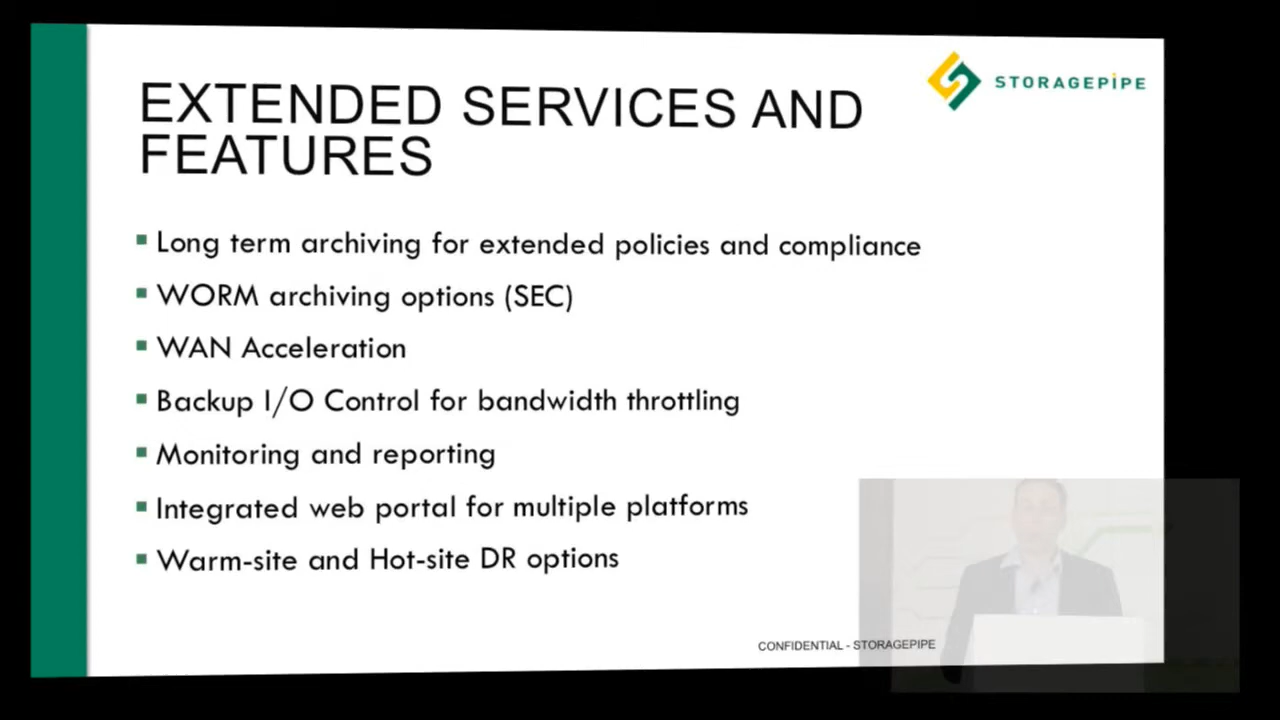 STORAGEPIPE
EXTENDED SERVICES AND
FEATURES
Long term archiving for extended policies and compliance
WORM archiving options (SEC)
WAN Acceleration
Backup I/O Control for bandwidth throttling
Monitoring and reporting
Integrated web portal for multiple platforms
Warm-site and Hot-site DR options
CONFIDENTIAL - STORAGEPIPE